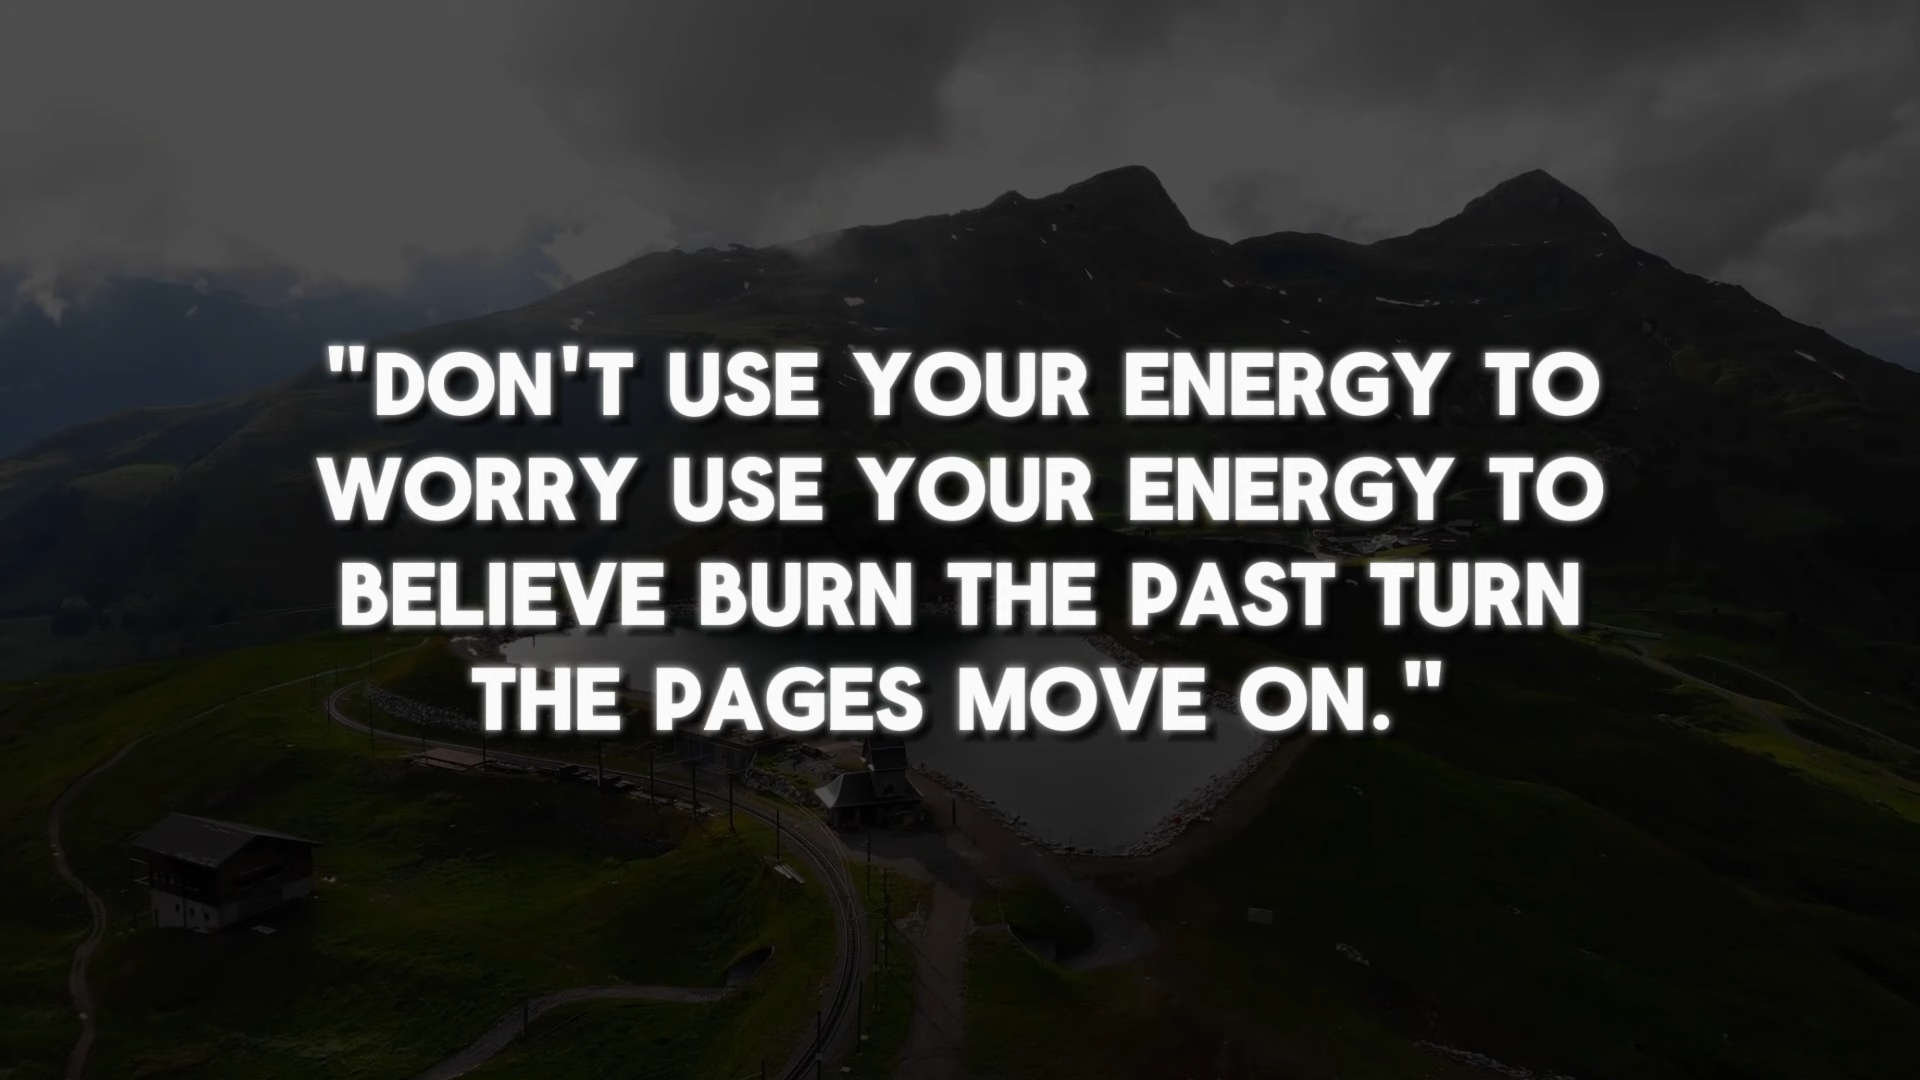 "DON'T USE YOUR ENERGY TO
WORRY USE YOUR ENERGY TO
BELIEVE BURN THE PAST TURN
THE PAGES MOVE ON."